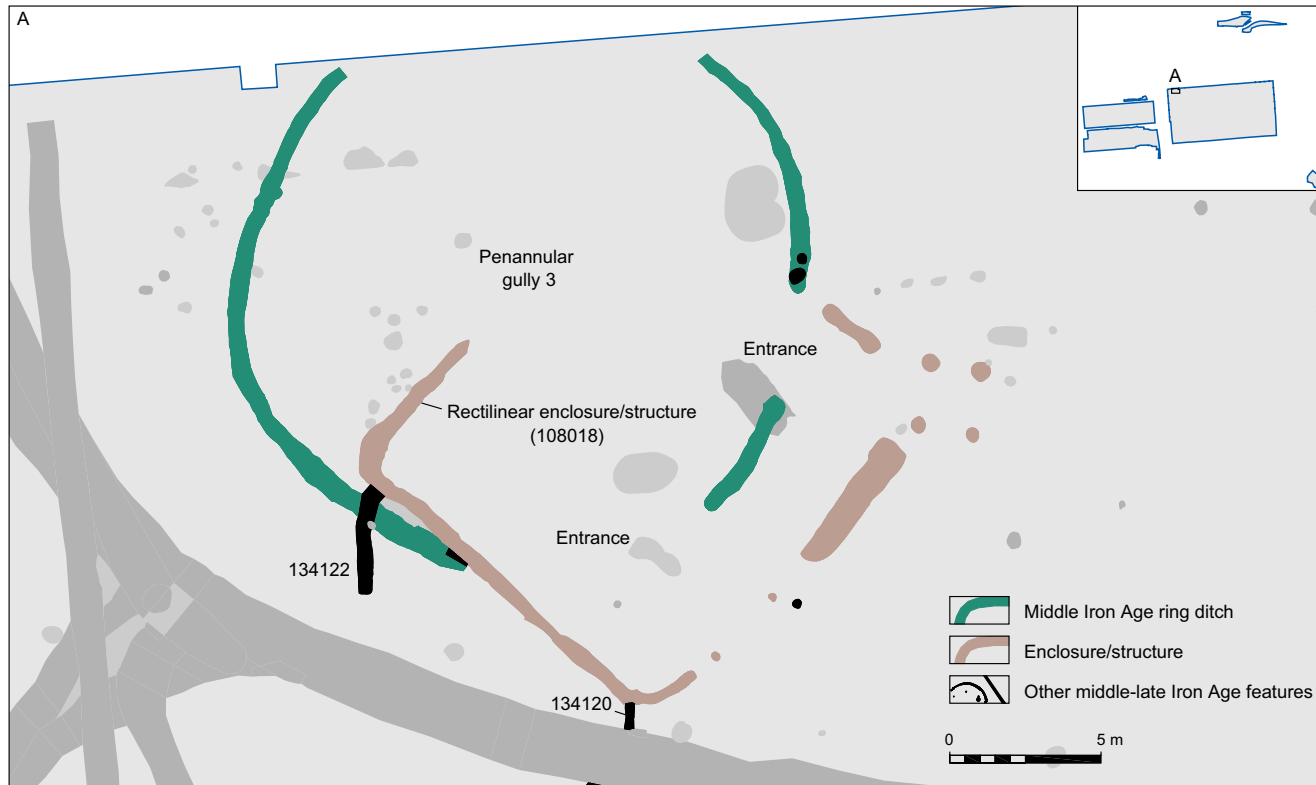 A
A
Penannular
gully 3
Entrance
Rectilinear enclosure/structure
(108018)
Entrance
134122
134120
Middle Iron Age ring ditch
Enclosure/structure
Other middle-late Iron Age features
0 5 m